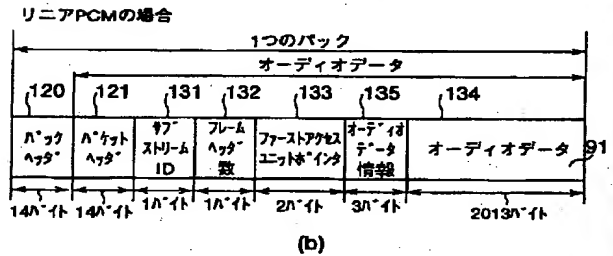 リニアPCMの場合
1つのパック
オーディオデータ
120 121 131 132 133 135 134
パック
ヘッダ
パケット
ヘッダ
サブ
ストリーム
ID
フレーム
ヘッダ
数
ファーストアクセス
ユニットポインタ
オーディオ
データ
情報
オーディオデータ
91
14バイト 14バイト 1バイト 1バイト 2バイト 3バイト 2013バイト
(b)